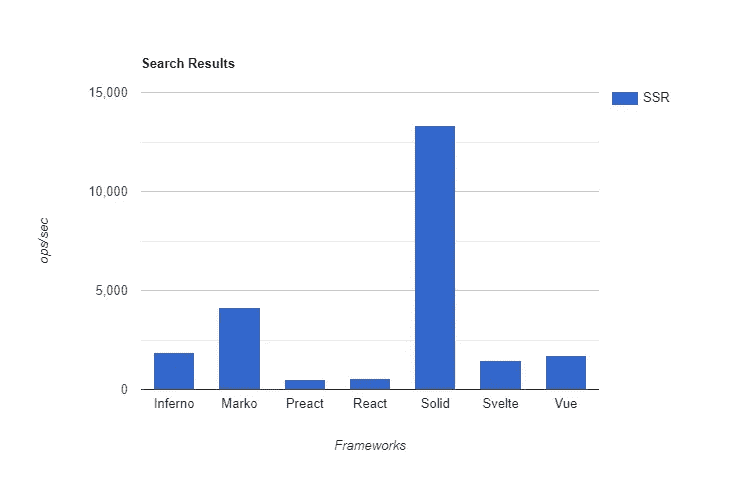 Search Results
15,000
SSR
10,000
ops/sec
5,000
0
Inferno Marko Preact React Solid Svelte Vue
Frameworks